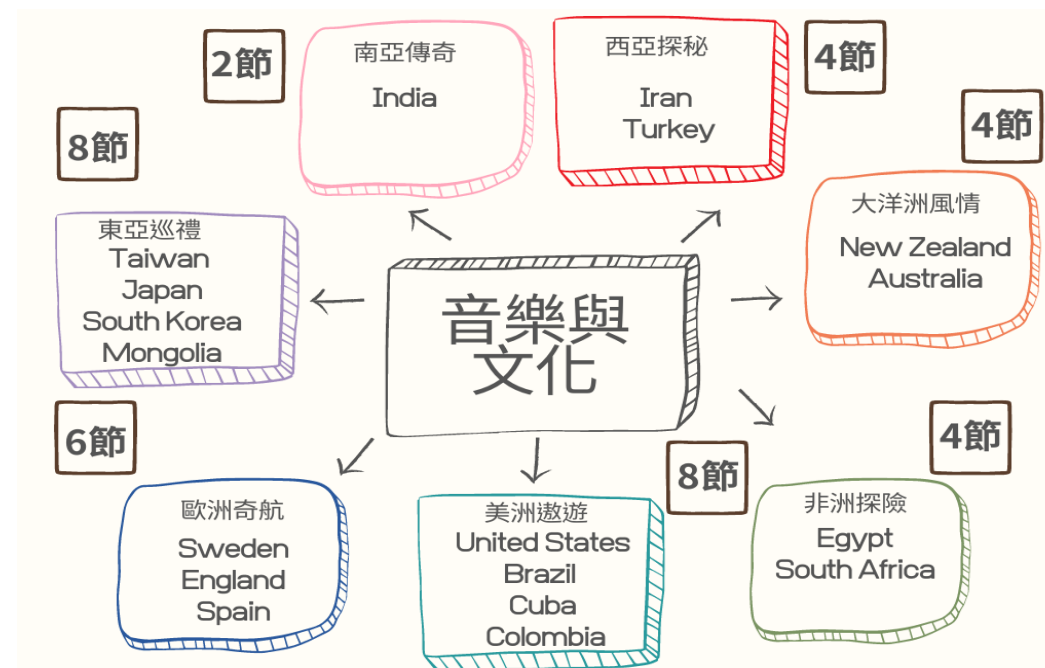 2節
南亞傳奇
India
西亞探秘
Iran
Turkey
4節
8節
東亞巡禮
Taiwan
Japan
South Korea
Mongolia
音樂與
文化
4節
大洋洲風情
New Zealand
Australia
6節
歐洲奇航
Sweden
England
Spain
美洲遨遊
United States
Brazil
Cuba
Colombia
8節
4節
非洲探險
Egypt
South Africa